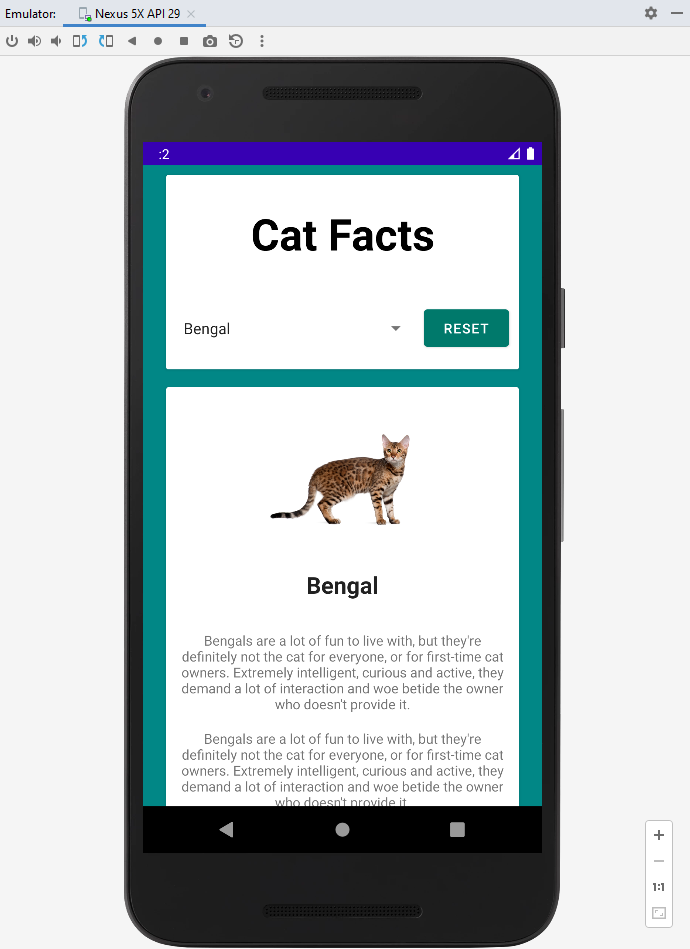 Emulator: Nexus 5X API 29
:2
Cat Facts
Bengal
RESET
Bengal
Bengals are a lot of fun to live with, but they're
definitely not the cat for everyone, or for first-time cat
owners. Extremely intelligent, curious and active, they
demand a lot of interaction and woe betide the owner
who doesn't provide it.
Bengals are a lot of fun to live with, but they're
definitely not the cat for everyone, or for first-time cat
owners. Extremely intelligent, curious and active, they
demand a lot of interaction and woe betide the owner
who doesn't provide it
1:1